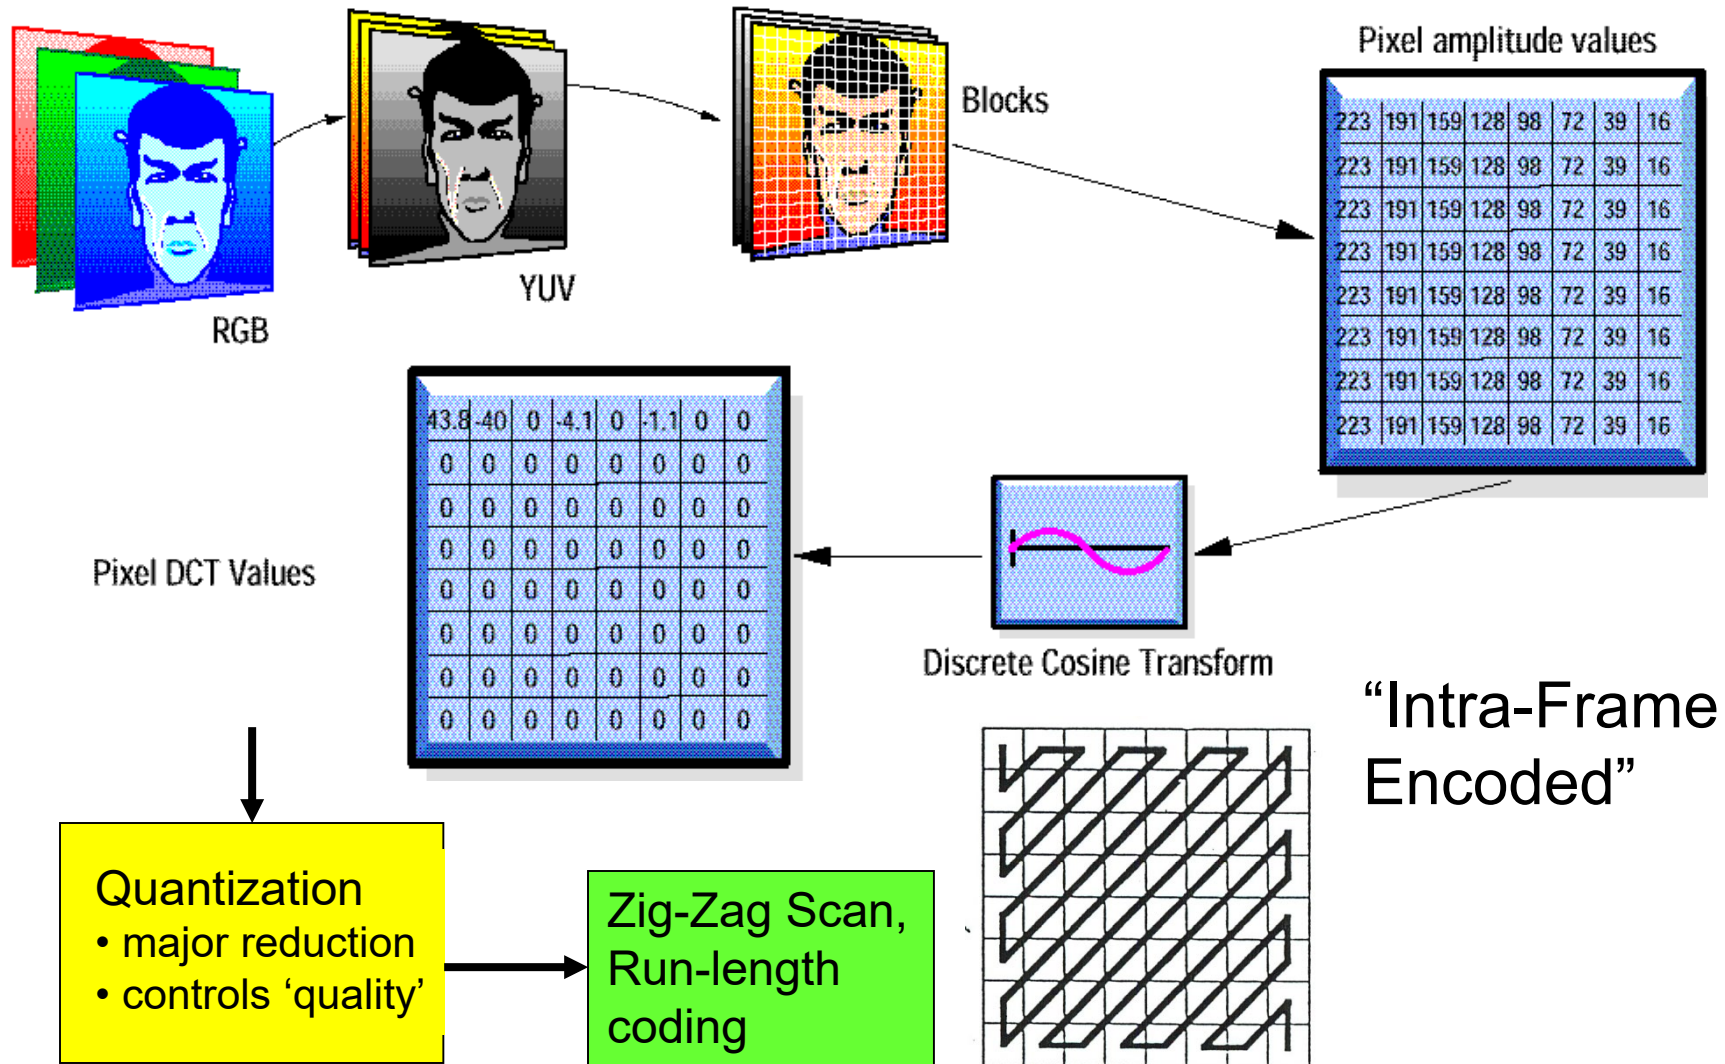 RGB
YUV
Blocks
Pixel amplitude values
223 191 159 128 98 72 39 16
223 191 159 128 98 72 39 16
223 191 159 128 98 72 39 16
223 191 159 128 98 72 39 16
223 191 159 128 98 72 39 16
223 191 159 128 98 72 39 16
223 191 159 128 98 72 39 16
223 191 159 128 98 72 39 16
Discrete Cosine Transform
Pixel DCT Values
43.8 -40 0 -4.1 0 -1.1 0 0
0 0 0 0 0 0 0 0
0 0 0 0 0 0 0 0
0 0 0 0 0 0 0 0
0 0 0 0 0 0 0 0
0 0 0 0 0 0 0 0
0 0 0 0 0 0 0 0
0 0 0 0 0 0 0 0
“Intra-Frame
Encoded”
Quantization
• major reduction
• controls ‘quality’
Zig-Zag Scan,
Run-length
coding